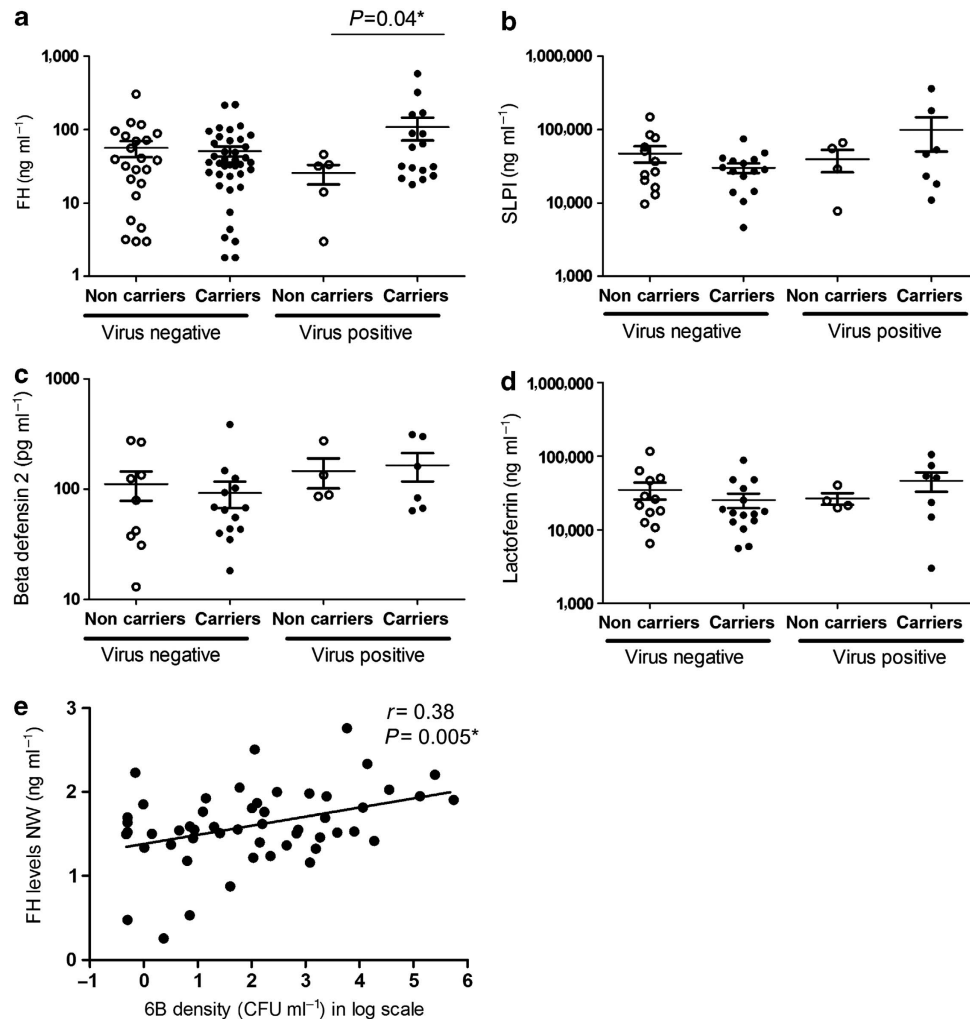 a
P=0.04*
1,000
100
10
1
FH (ng ml⁻¹)
Non carriers Carriers Non carriers Carriers
Virus negative Virus positive
b
1,000,000
100,000
10,000
1,000
SLPI (ng ml⁻¹)
Non carriers Carriers Non carriers Carriers
Virus negative Virus positive
c
1000
100
10
Beta defensin 2 (pg ml⁻¹)
Non carriers Carriers Non carriers Carriers
Virus negative Virus positive
d
1,000,000
100.000
10.000
1.000
Lactoferrin (ng ml⁻¹)
Non carriers Carriers Non carriers Carriers
Virus negative Virus positive
e
r= 0.38
P= 0.005*
3
2
1
0
FH levels NW (ng ml⁻¹)
–1 0 1 2 3 4 5 6
6B density (CFU ml⁻¹) in log scale